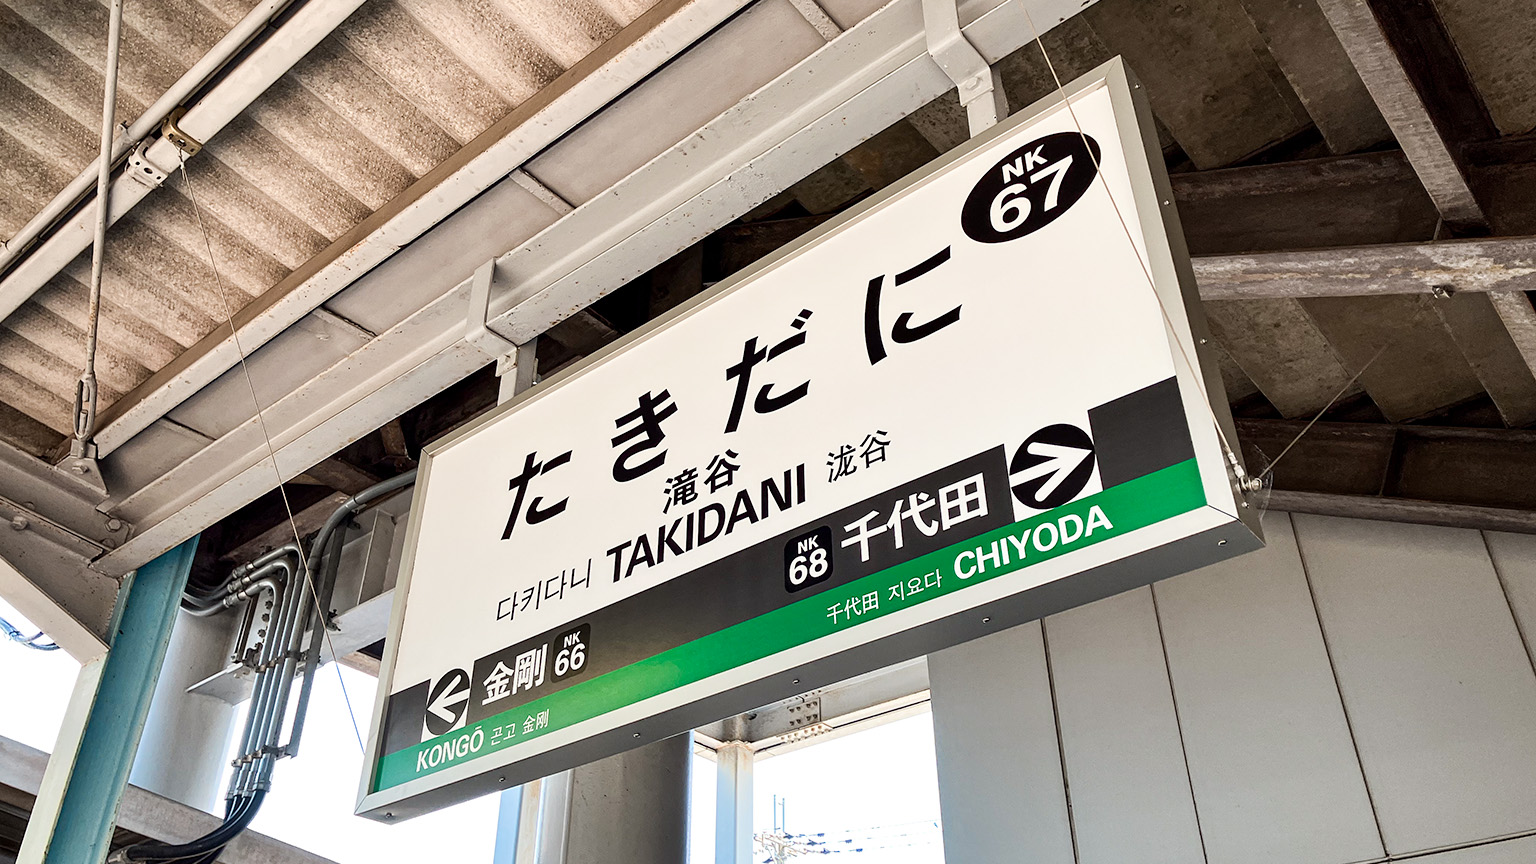 NK
67
たきだに
滝谷
다키다니 TAKIDANI 泷谷
NK
68
千代田
千代田 지요다 CHIYODA
金剛
NK
66
KONGŌ 곤고 金刚